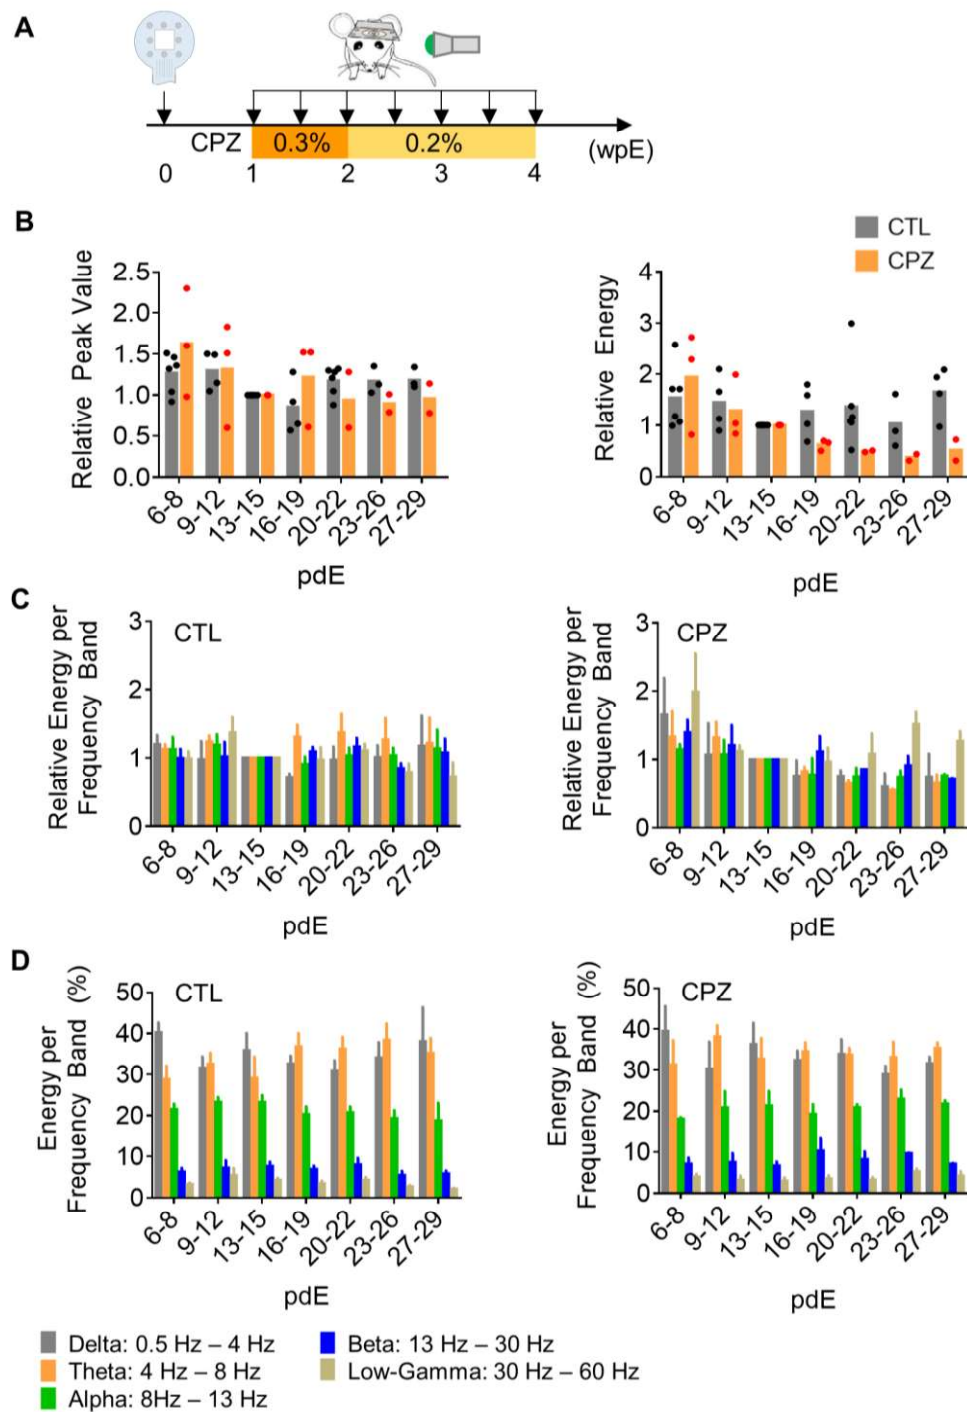 A
CPZ 0.3% 0.2% (wpE)
0 1 2 3 4
B
CTL
CPZ
Relative Peak Value
2.5
2.0
1.5
1.0
0.5
0.0
6-8 9-12 13-15 16-19 20-22 23-26 27-29
pdE
Relative Energy
4
3
2
1
0
6-8 9-12 13-15 16-19 20-22 23-26 27-29
pdE
C
Relative Energy per
Frequency Band
CTL
3
2
1
0
6-8 9-12 13-15 16-19 20-22 23-26 27-29
pdE
Relative Energy per
Frequency Band
CPZ
3
2
1
0
6-8 9-12 13-15 16-19 20-22 23-26 27-29
pdE
D
Energy per
Frequency Band (%)
CTL
50
40
30
20
10
0
6-8 9-12 13-15 16-19 20-22 23-26 27-29
pdE
Energy per
Frequency Band (%)
CPZ
50
40
30
20
10
0
6-8 9-12 13-15 16-19 20-22 23-26 27-29
pdE
Delta: 0.5 Hz – 4 Hz
Theta: 4 Hz – 8 Hz
Alpha: 8Hz – 13 Hz
Beta: 13 Hz – 30 Hz
Low-Gamma: 30 Hz – 60 Hz